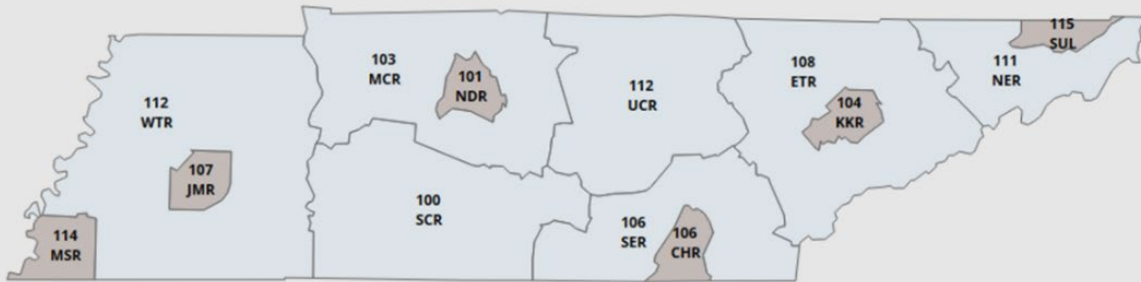 115
SUL
103
MCR
101
NDR
112
UCR
108
ETR
111
NER
112
WTR
104
KKR
107
JMR
100
SCR
114
MSR
106
SER
106
CHR